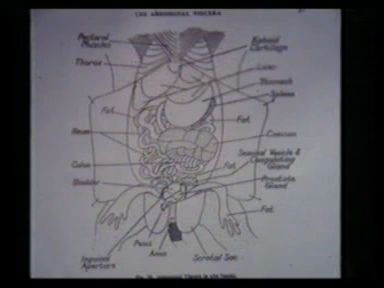 THE ABDOMINAL VISCERA
Pectoral Muscles
Xiphoid Cartilage
Thorax
Liver
Stomach
Spleen
Fat
Fat
Ileum
Caecum
Colon
Seminal Vesicle & Coagulating Gland
Fat
Bladder
Prostate Gland
Fat
Penis
Anus
Scrotal Sac
Inguinal Aperture